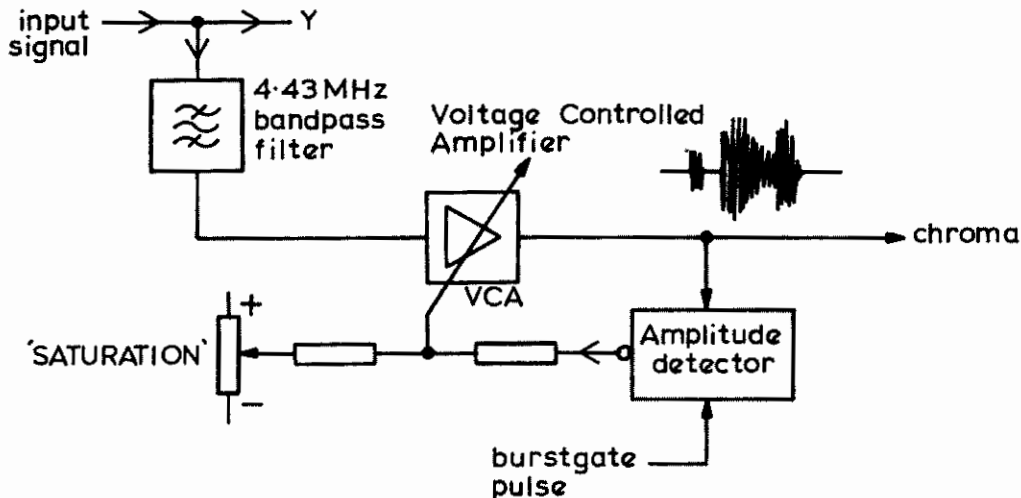 input
signal
Y
4·43MHz
bandpass
filter
Voltage Controlled
Amplifier
VCA
chroma
+
'SATURATION'
−
Amplitude
detector
burstgate
pulse